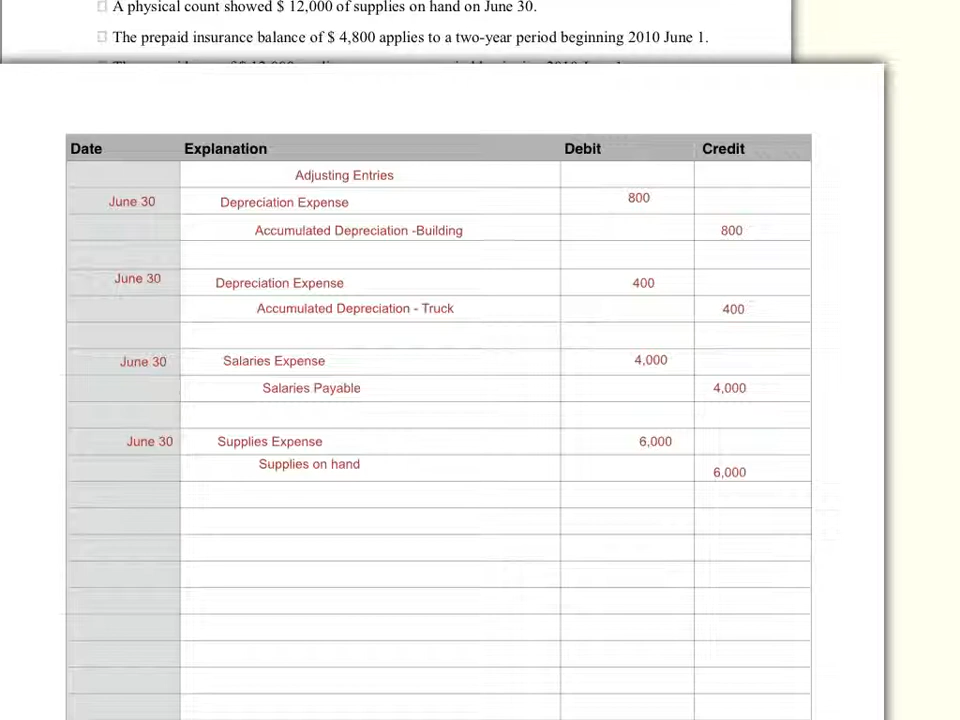 A physical count showed $ 12,000 of supplies on hand on June 30.
The prepaid insurance balance of $ 4,800 applies to a two-year period beginning 2010 June 1.
Date Explanation Debit Credit
Adjusting Entries
June 30 Depreciation Expense 800
Accumulated Depreciation -Building 800
June 30 Depreciation Expense 400
Accumulated Depreciation - Truck 400
June 30 Salaries Expense 4,000
Salaries Payable 4,000
June 30 Supplies Expense 6,000
Supplies on hand 6,000